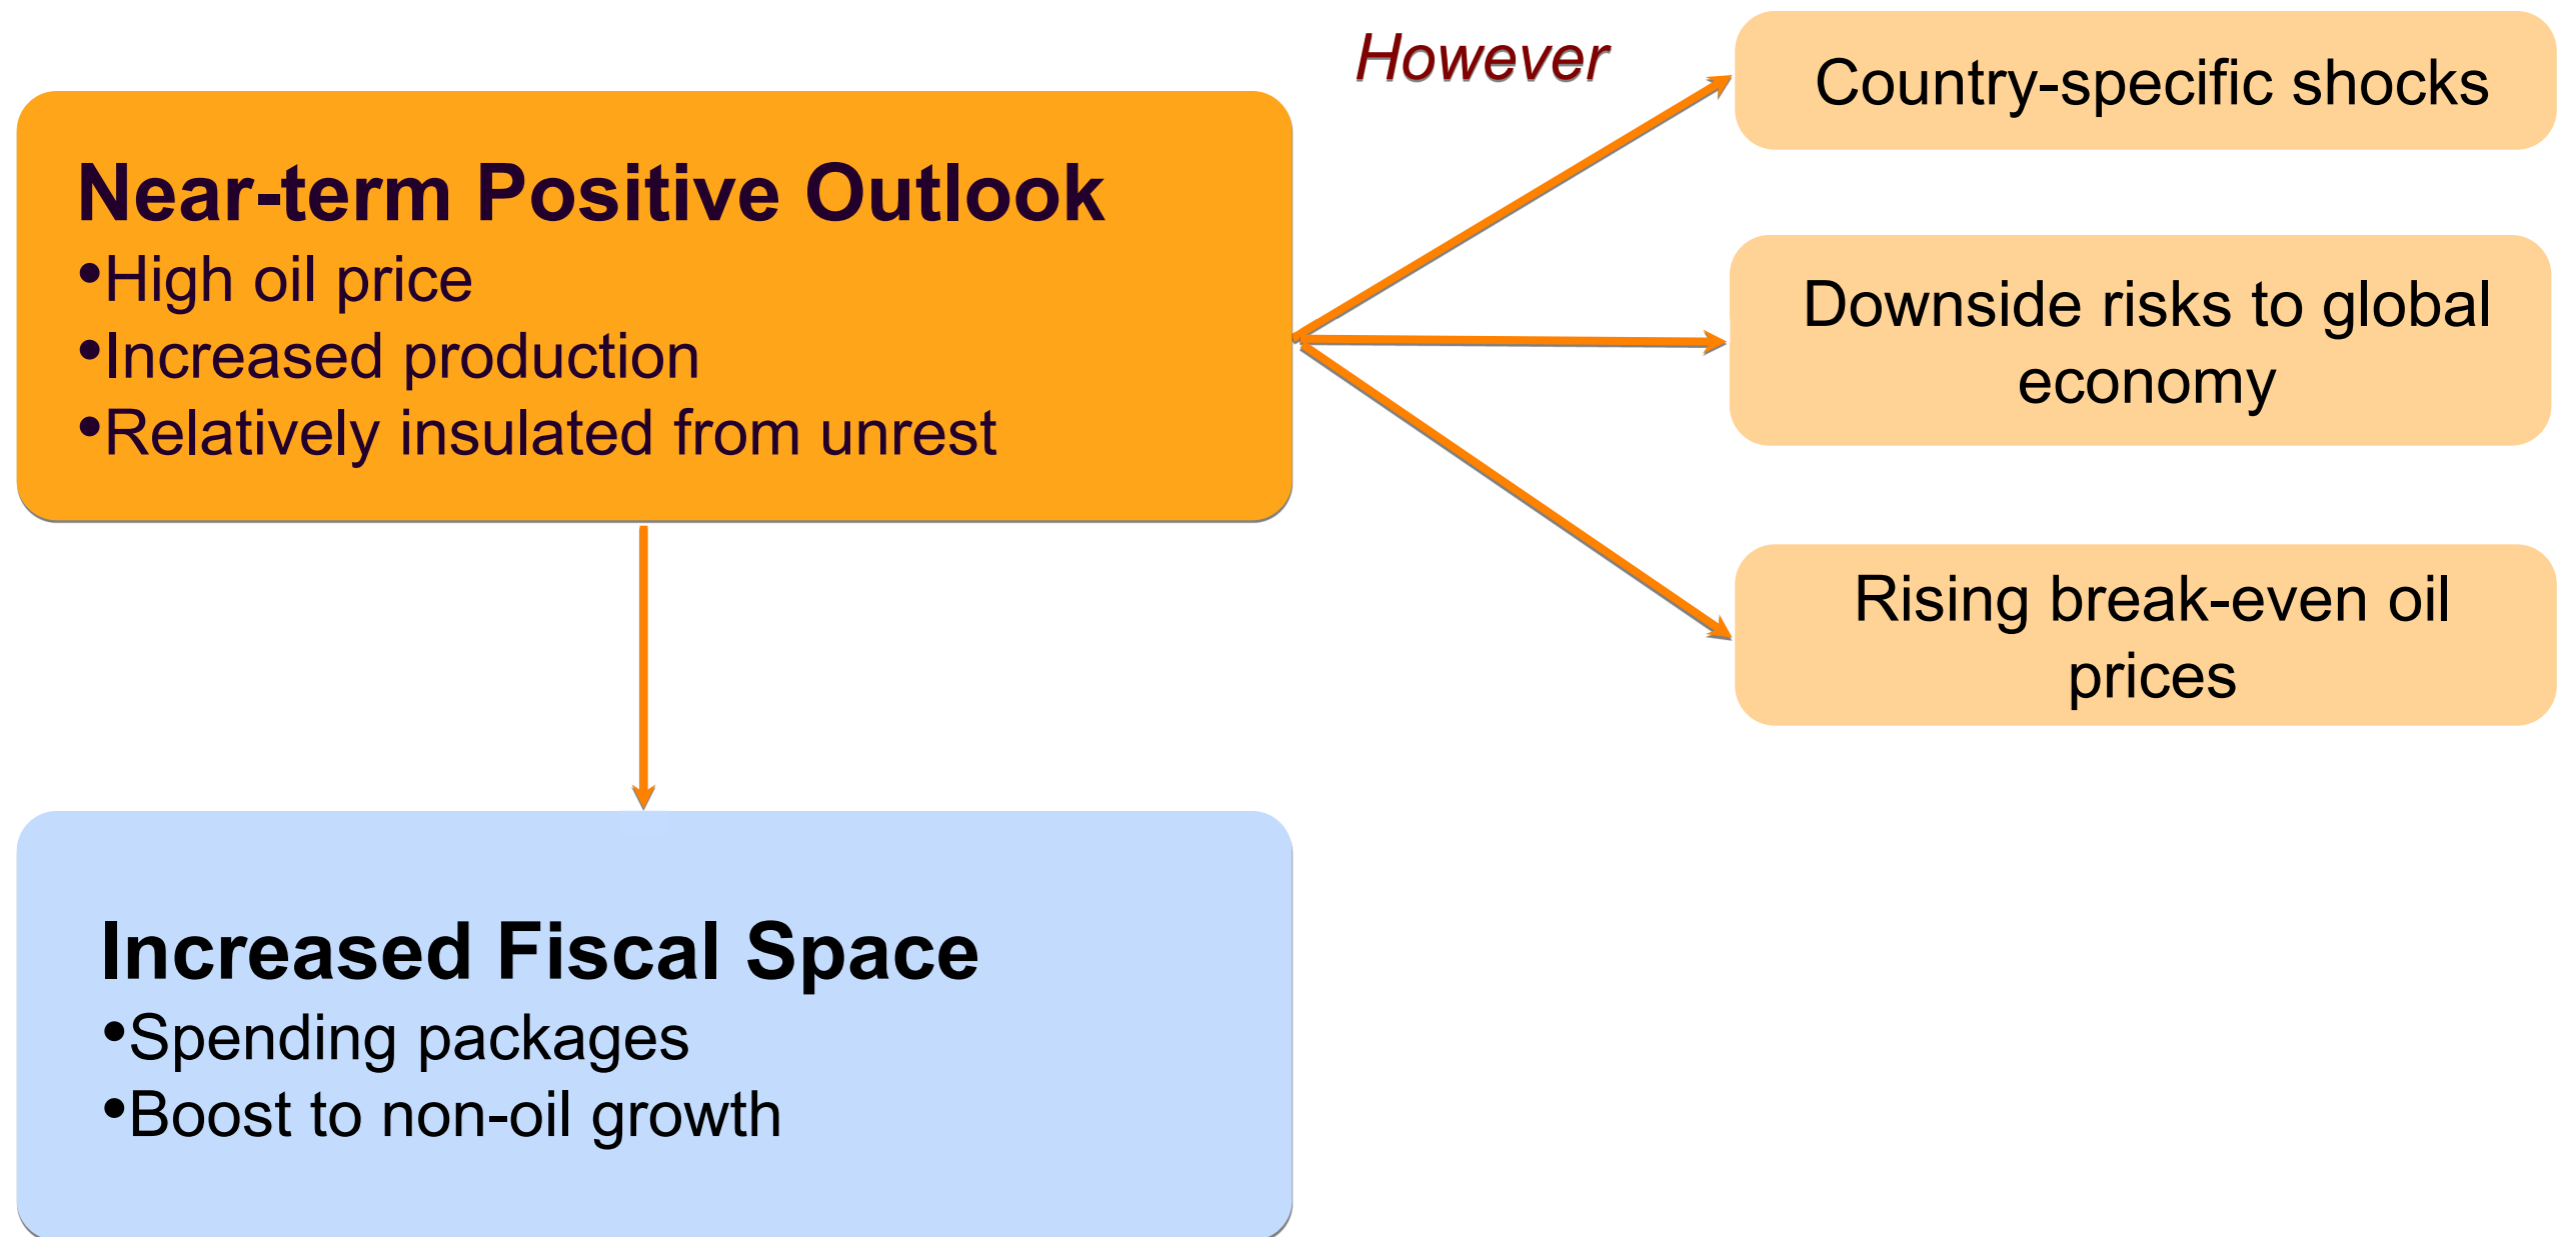 However
Near-term Positive Outlook
•High oil price
•Increased production
•Relatively insulated from unrest
Country-specific shocks
Downside risks to global
economy
Rising break-even oil
prices
Increased Fiscal Space
•Spending packages
•Boost to non-oil growth